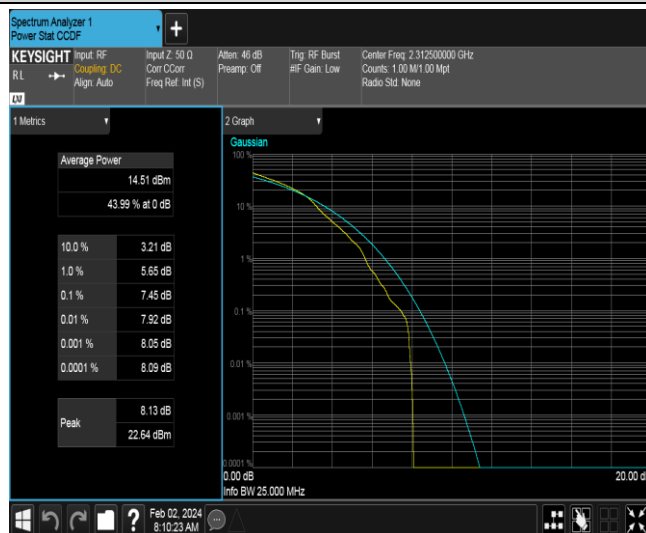 Spectrum Analyzer 1
Power Stat CCDF
+
KEYSIGHT
RL
LXI
Input: RF
Coupling: DC
Align: Auto
Input Z: 50 Ω
Corr CCorr
Freq Ref: Int (S)
Atten: 46 dB
Preamp: Off
Trig: RF Burst
#IF Gain: Low
Center Freq: 2.312500000 GHz
Counts: 1.00 M/1.00 Mpt
Radio Std: None
1 Metrics
Average Power
14.51 dBm
43.99 % at 0 dB
10.0 % 3.21 dB
1.0 % 5.65 dB
0.1 % 7.45 dB
0.01 % 7.92 dB
0.001 % 8.05 dB
0.0001 % 8.09 dB
Peak
8.13 dB
22.64 dBm
2 Graph
Gaussian
100 %
10 %
1 %
0.1 %
0.01 %
0.001 %
0.0001 %
0.00 dB
20.00 d
Info BW 25.000 MHz
?
Feb 02, 2024
8:10:23 AM